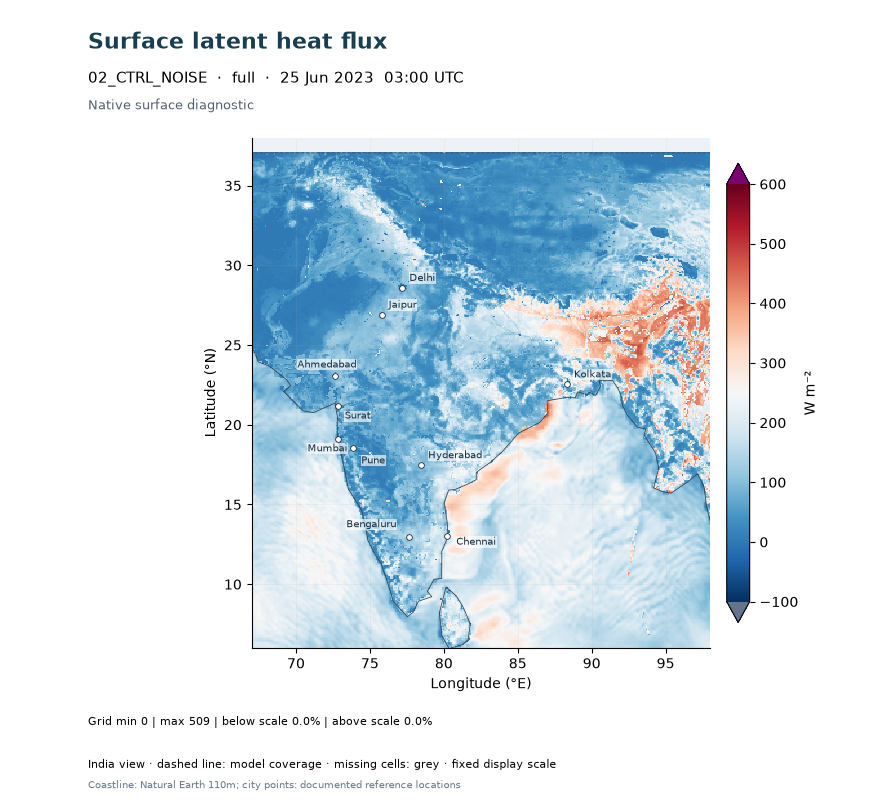 Surface latent heat flux
02_CTRL_NOISE · full · 25 Jun 2023 03:00 UTC
Native surface diagnostic
35
30
25
20
15
10
Latitude (°N)
Delhi
Jaipur
Ahmedabad
Kolkata
Surat
Mumbai
Pune
Hyderabad
Bengaluru
Chennai
70
75
80
85
90
95
Longitude (°E)
600
500
400
300
200
100
0
−100
W m⁻²
Grid min 0 | max 509 | below scale 0.0% | above scale 0.0%
India view · dashed line: model coverage · missing cells: grey · fixed display scale
Coastline: Natural Earth 110m; city points: documented reference locations